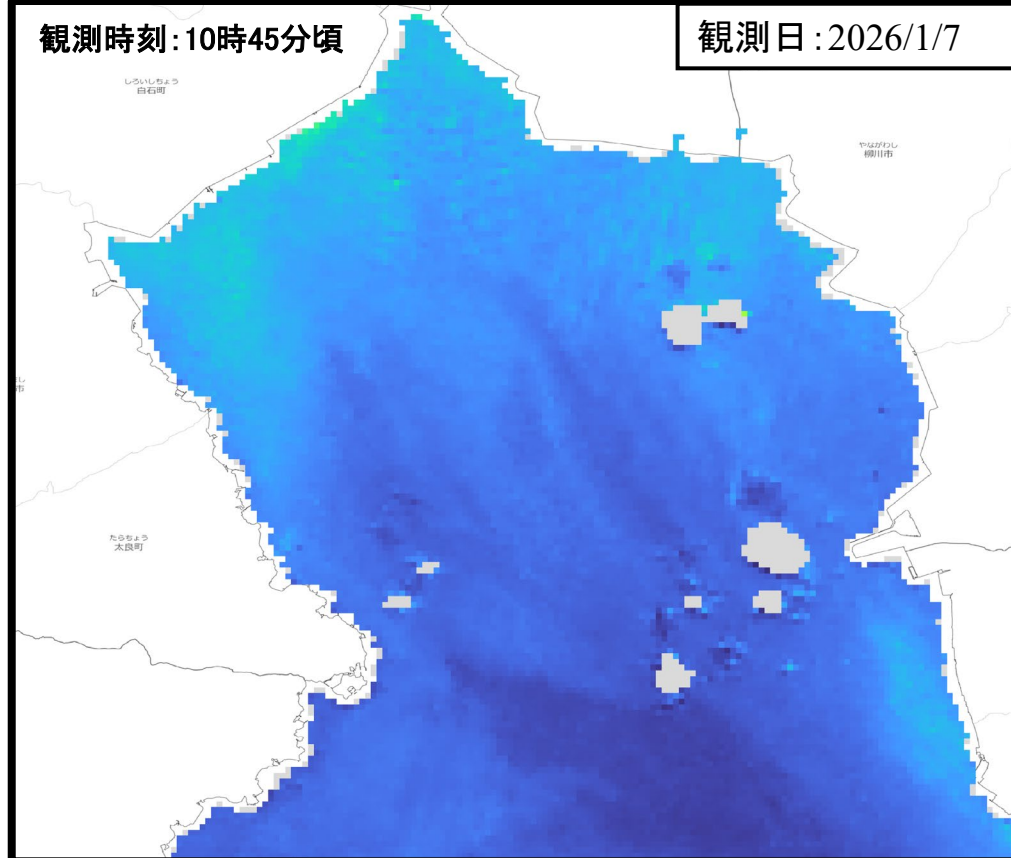 観測時刻:10時45分頃
観測日:2026/1/7
しろいしちょう
白石町
やながわし
柳川市
し
市
たらちょう
太良町